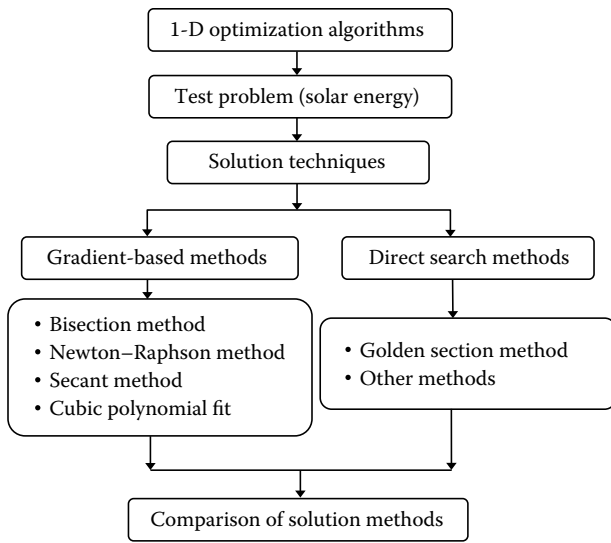 1-D optimization algorithms
Test problem (solar energy)
Solution techniques
Gradient-based methods
Direct search methods
• Bisection method
• Newton–Raphson method
• Secant method
• Cubic polynomial fit
• Golden section method
• Other methods
Comparison of solution methods